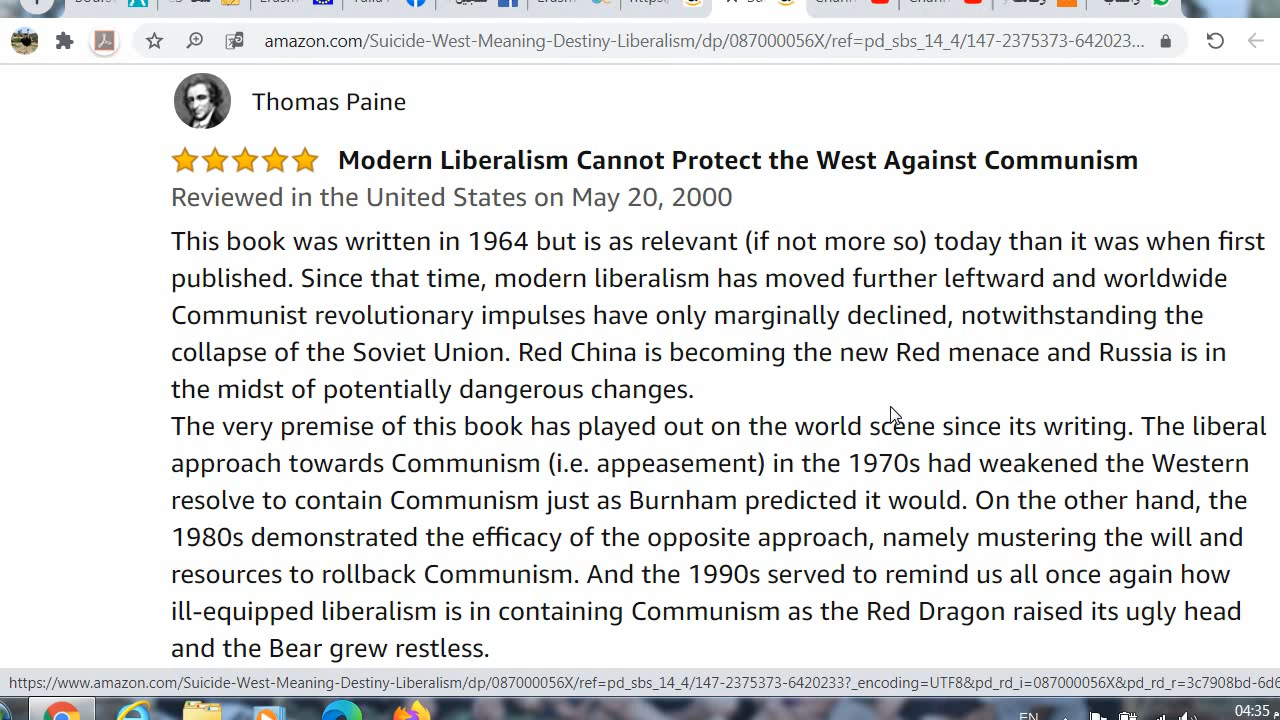 amazon.com/Suicide-West-Meaning-Destiny-Liberalism/dp/087000056X/ref=pd_sbs_14_4/147-2375373-642023...
Thomas Paine
Modern Liberalism Cannot Protect the West Against Communism
Reviewed in the United States on May 20, 2000
This book was written in 1964 but is as relevant (if not more so) today than it was when first
published. Since that time, modern liberalism has moved further leftward and worldwide
Communist revolutionary impulses have only marginally declined, notwithstanding the
collapse of the Soviet Union. Red China is becoming the new Red menace and Russia is in
the midst of potentially dangerous changes.
The very premise of this book has played out on the world scene since its writing. The liberal
approach towards Communism (i.e. appeasement) in the 1970s had weakened the Western
resolve to contain Communism just as Burnham predicted it would. On the other hand, the
1980s demonstrated the efficacy of the opposite approach, namely mustering the will and
resources to rollback Communism. And the 1990s served to remind us all once again how
ill-equipped liberalism is in containing Communism as the Red Dragon raised its ugly head
and the Bear grew restless.
https://www.amazon.com/Suicide-West-Meaning-Destiny-Liberalism/dp/087000056X/ref=pd_sbs_14_4/147-2375373-6420233?_encoding=UTF8&pd_rd_i=087000056X&pd_rd_r=3c7908bd-6d6
EN
04:35